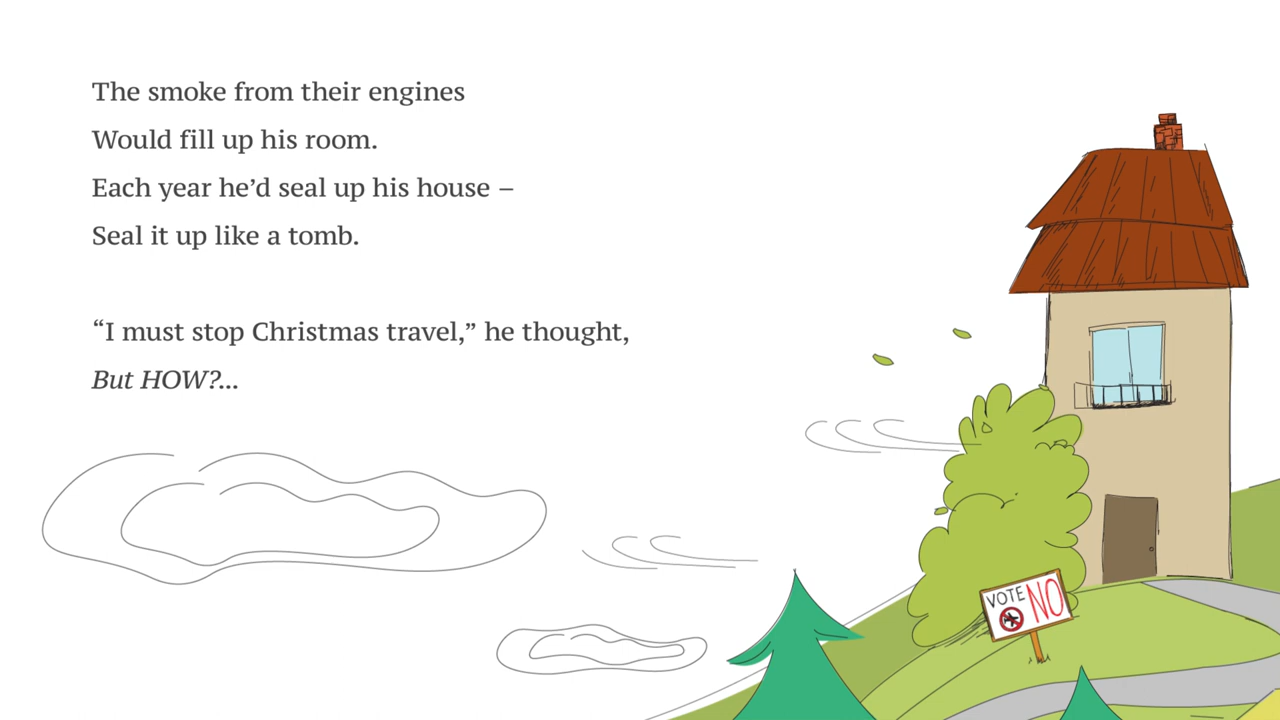 The smoke from their engines
Would fill up his room.
Each year he’d seal up his house –
Seal it up like a tomb.
“I must stop Christmas travel,” he thought,
But HOW?...
VOTE NO